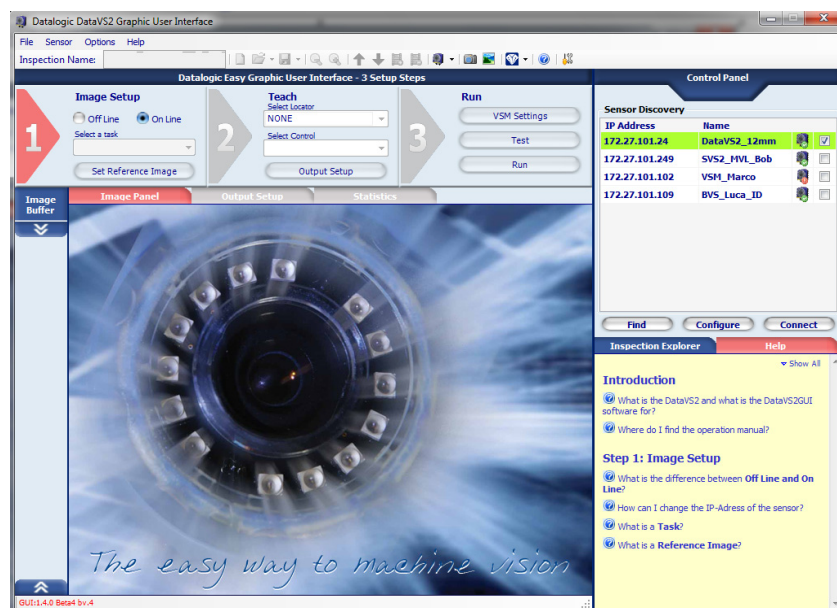 Datalogic DataVS2 Graphic User Interface
File Sensor Options Help
Inspection Name:
Datalogic Easy Graphic User Interface - 3 Setup Steps
1
Image Setup
Off Line On Line
Select a task
Set Reference Image
2
Teach
Select Locator
NONE
Select Control
Output Setup
3
Run
VSM Settings
Test
Run
Control Panel
Sensor Discovery
IP Address Name
172.27.101.24 DataVS2_12mm
172.27.101.249 SVS2_MVL_Bob
172.27.101.102 VSM_Marco
172.27.101.109 BVS_Luca_ID
Find Configure Connect
Image
Buffer
Image Panel Output Setup Statistics
The easy way to machine vision
Inspection Explorer Help
Show All
Introduction
What is the DataVS2 and what is the DataVS2GUI
software for?
Where do I find the operation manual?
Step 1: Image Setup
What is the difference between Off Line and On
Line?
How can I change the IP-Adress of the sensor?
What is a Task?
What is a Reference Image?
GUI:1.4.0 Beta4 bv.4